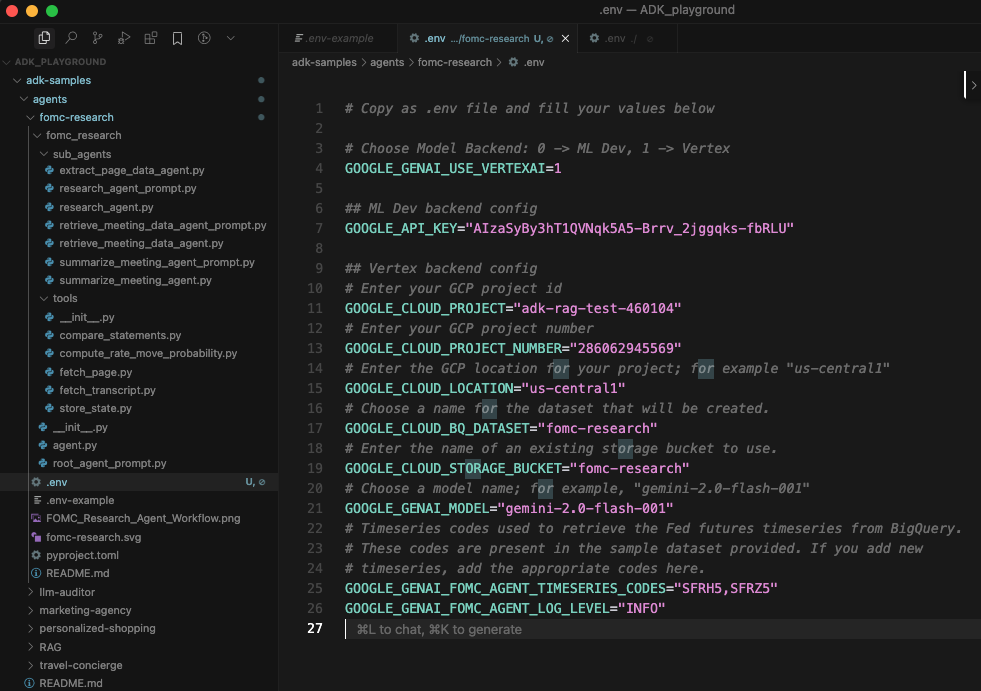 .env — ADK_playground
.env-example
.env .../fomc-research U, 
.env ./
ADK_PLAYGROUND
adk-samples > agents > fomc-research > .env
adk-samples
agents
fomc-research
fomc_research
sub_agents
extract_page_data_agent.py
research_agent_prompt.py
research_agent.py
retrieve_meeting_data_agent_prompt.py
retrieve_meeting_data_agent.py
summarize_meeting_agent_prompt.py
summarize_meeting_agent.py
tools
__init__.py
compare_statements.py
compute_rate_move_probability.py
fetch_page.py
fetch_transcript.py
store_state.py
__init__.py
agent.py
root_agent_prompt.py
.env U, 
.env-example
FOMC_Research_Agent_Workflow.png
fomc-research.svg
pyproject.toml
README.md
llm-auditor
marketing-agency
personalized-shopping
RAG
travel-concierge
README.md
1 # Copy as .env file and fill your values below
2
3 # Choose Model Backend: 0 -> ML Dev, 1 -> Vertex
4 GOOGLE_GENAI_USE_VERTEXAI=1
5
6 ## ML Dev backend config
7 GOOGLE_API_KEY="AIzaSyBy3hT1QVNqk5A5-Brrv_2jggqks-fbRLU"
8
9 ## Vertex backend config
10 # Enter your GCP project id
11 GOOGLE_CLOUD_PROJECT="adk-rag-test-460104"
12 # Enter your GCP project number
13 GOOGLE_CLOUD_PROJECT_NUMBER="286062945569"
14 # Enter the GCP location for your project; for example "us-central1"
15 GOOGLE_CLOUD_LOCATION="us-central1"
16 # Choose a name for the dataset that will be created.
17 GOOGLE_CLOUD_BQ_DATASET="fomc-research"
18 # Enter the name of an existing storage bucket to use.
19 GOOGLE_CLOUD_STORAGE_BUCKET="fomc-research"
20 # Choose a model name; for example, "gemini-2.0-flash-001"
21 GOOGLE_GENAI_MODEL="gemini-2.0-flash-001"
22 # Timeseries codes used to retrieve the Fed futures timeseries from BigQuery.
23 # These codes are present in the sample dataset provided. If you add new
24 # timeseries, add the appropriate codes here.
25 GOOGLE_GENAI_FOMC_AGENT_TIMESERIES_CODES="SFRH5,SFRZ5"
26 GOOGLE_GENAI_FOMC_AGENT_LOG_LEVEL="INFO"
27 ⌘L to chat, ⌘K to generate